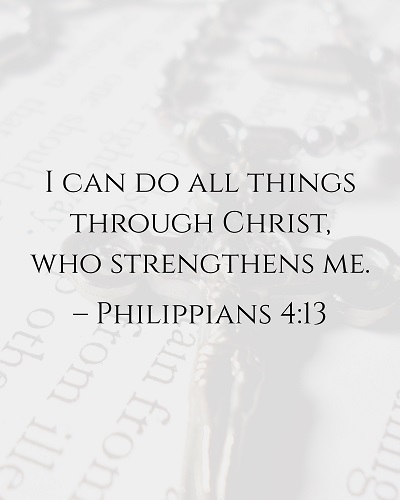 I can do all things
through Christ,
who strengthens me.
– Philippians 4:13